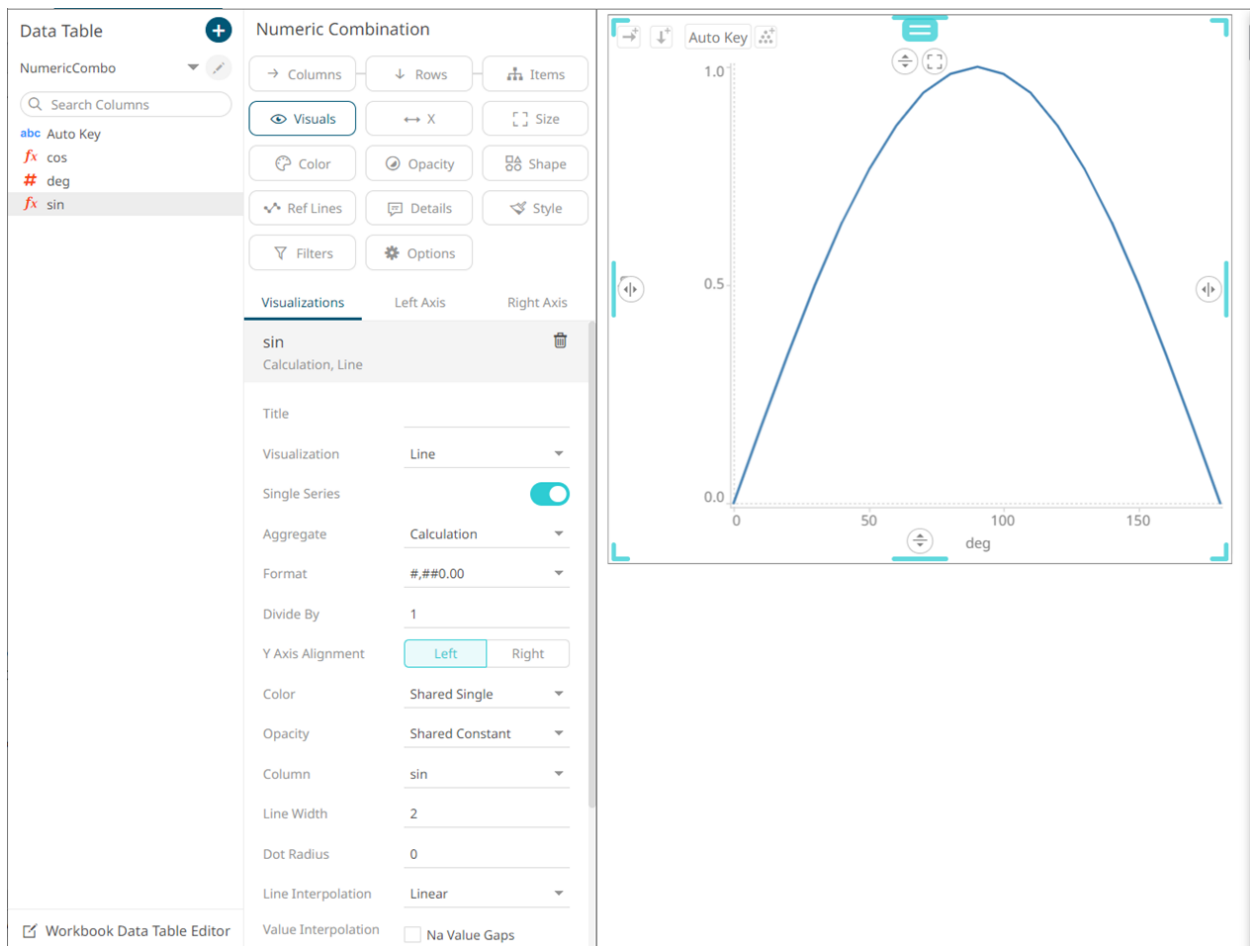 Data Table
NumericCombo
Search Columns
abc Auto Key
fx cos
# deg
fx sin
Workbook Data Table Editor
Numeric Combination
Columns Rows Items
Visuals X Size
Color Opacity Shape
Ref Lines Details Style
Filters Options
Visualizations Left Axis Right Axis
sin
Calculation, Line
Title
Visualization Line
Single Series
Aggregate Calculation
Format #,##0.00
Divide By 1
Y Axis Alignment Left Right
Color Shared Single
Opacity Shared Constant
Column sin
Line Width 2
Dot Radius 0
Line Interpolation Linear
Value Interpolation Na Value Gaps
Auto Key
1.0
0.5
0.0
0 50 100 150
deg